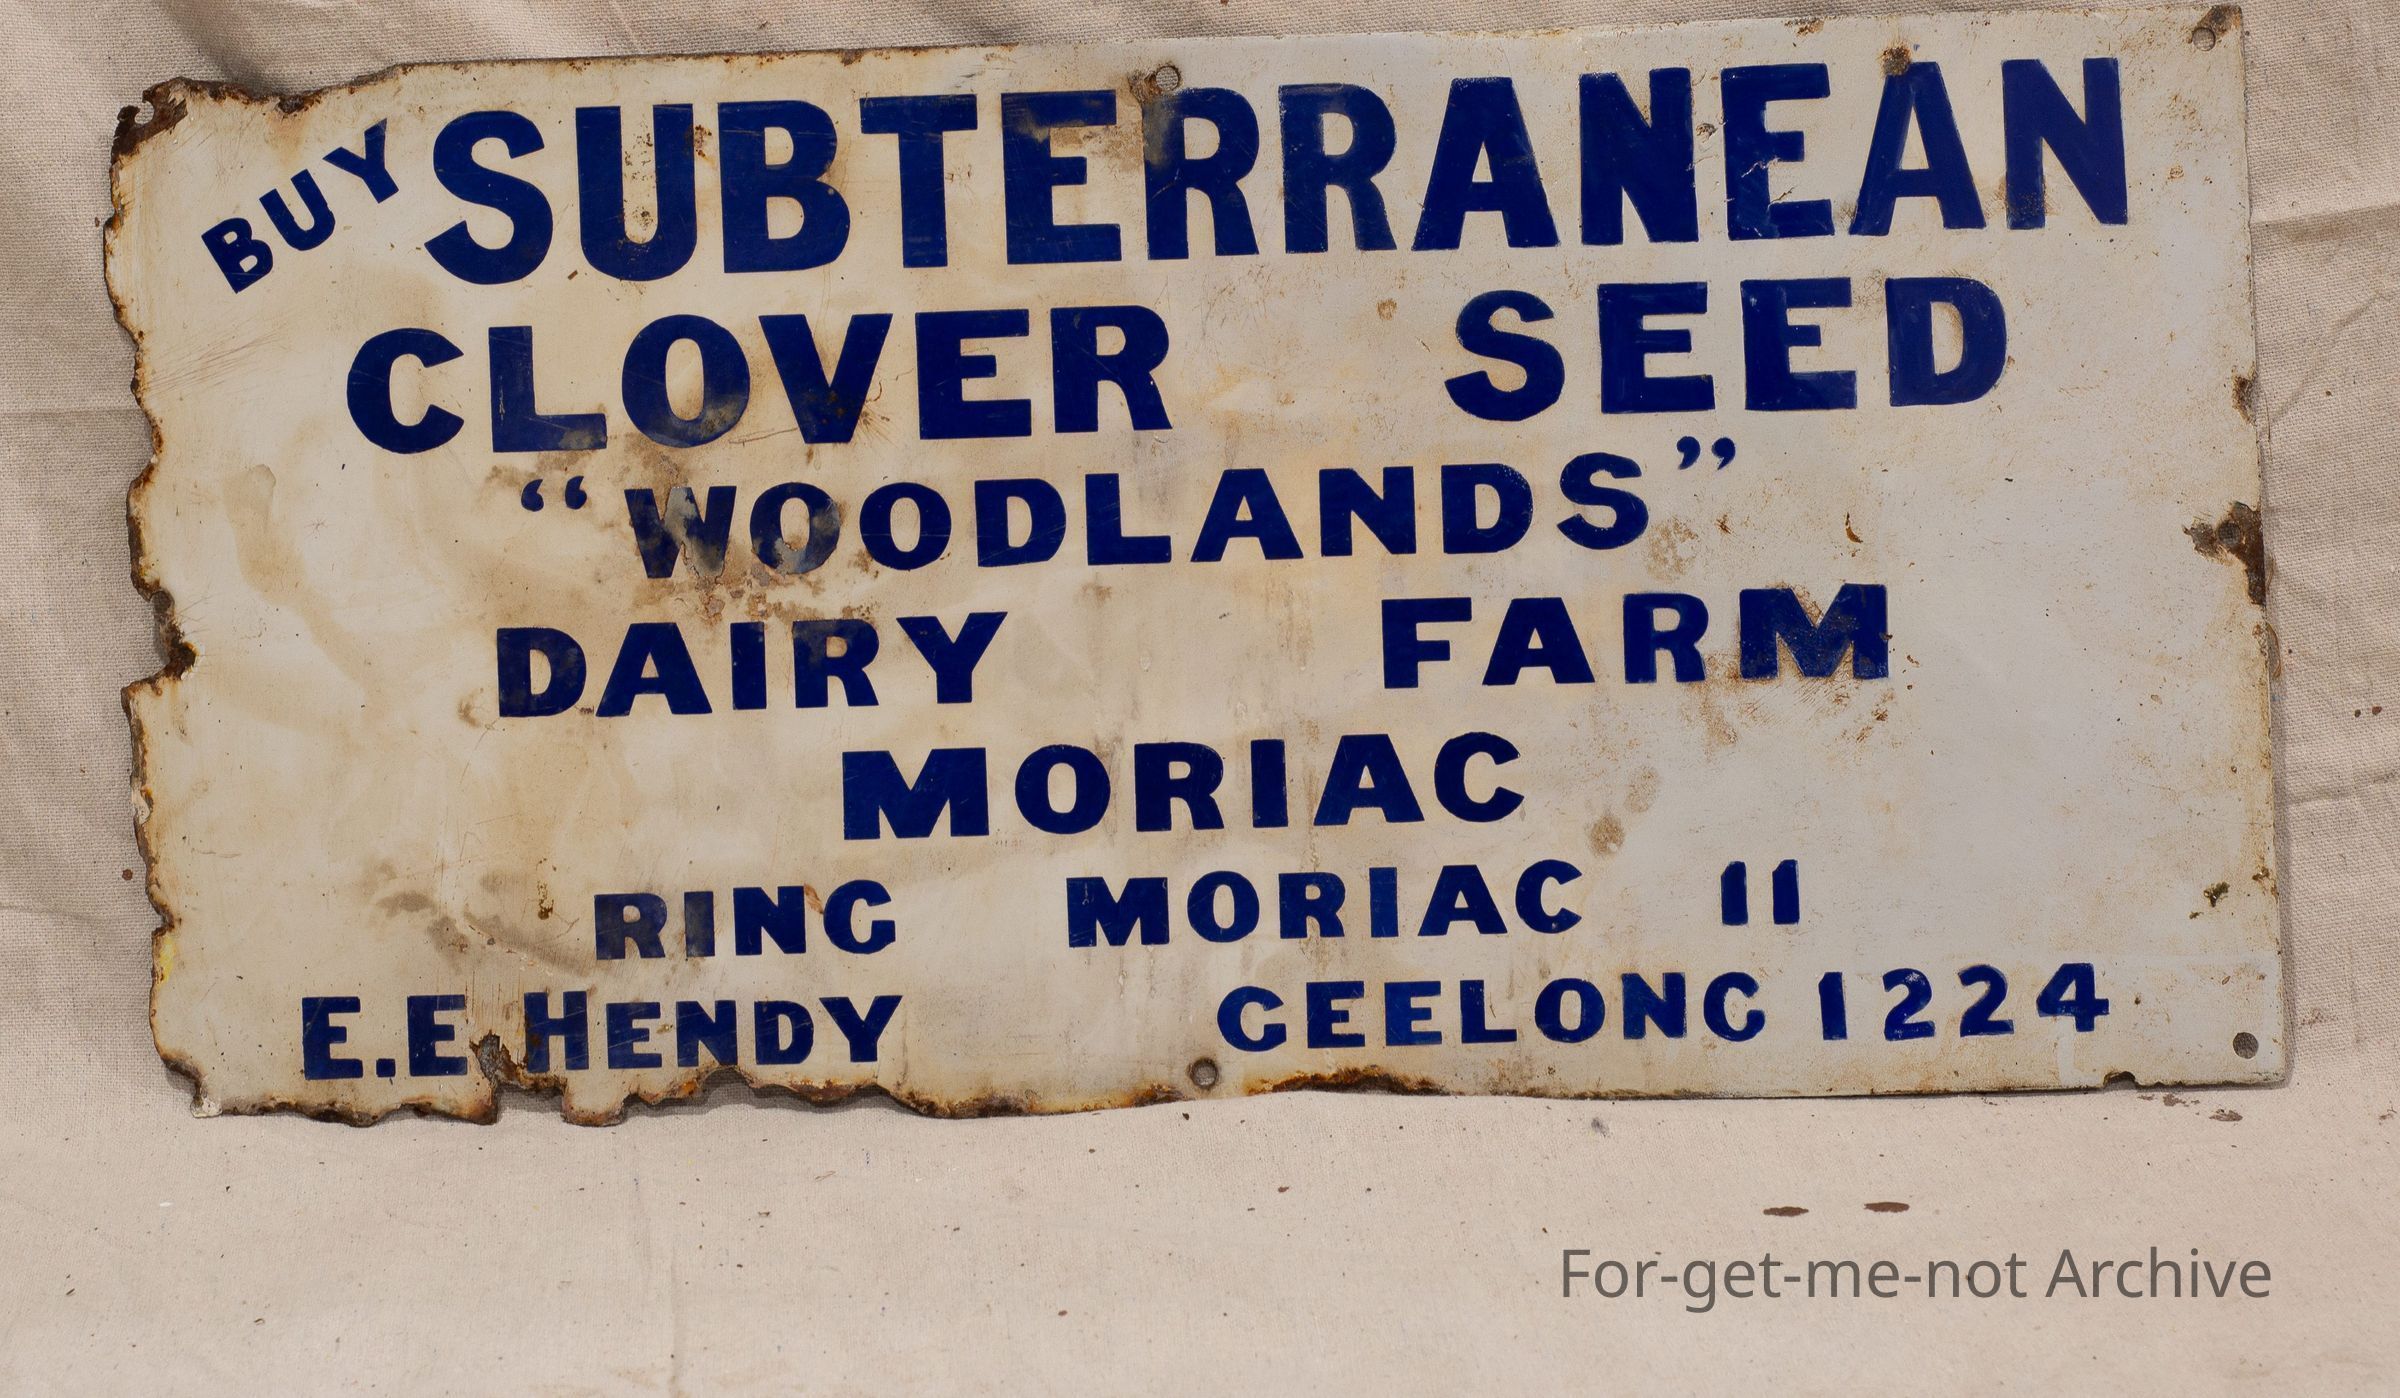 BUY SUBTERRANEAN
CLOVER SEED
“WOODLANDS”
DAIRY FARM
MORIAC
RING MORIAC 11
E.E HENDY GEELONG 1224
For-get-me-not Archive